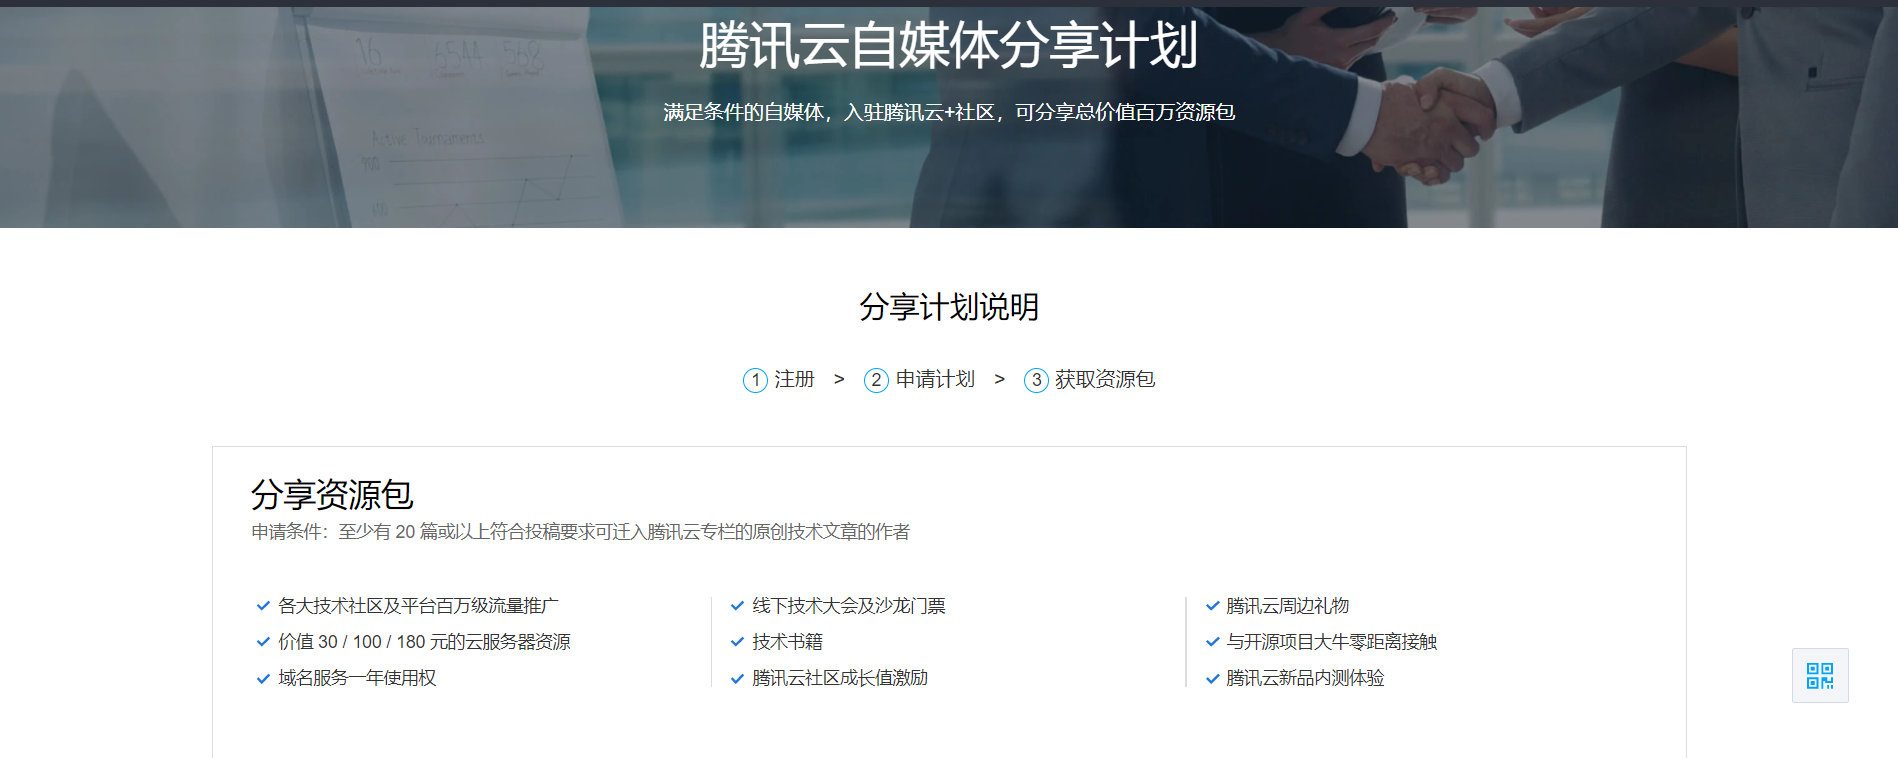 腾讯云自媒体分享计划
满足条件的自媒体，入驻腾讯云+社区，可分享总价值百万资源包
16 6544 568
Active Tournaments
900
600
分享计划说明
1 注册 > 2 申请计划 > 3 获取资源包
分享资源包
申请条件：至少有 20 篇或以上符合投稿要求可迁入腾讯云专栏的原创技术文章的作者
各大技术社区及平台百万级流量推广
价值 30 / 100 / 180 元的云服务器资源
域名服务一年使用权
线下技术大会及沙龙门票
技术书籍
腾讯云社区成长值激励
腾讯云周边礼物
与开源项目大牛零距离接触
腾讯云新品内测体验